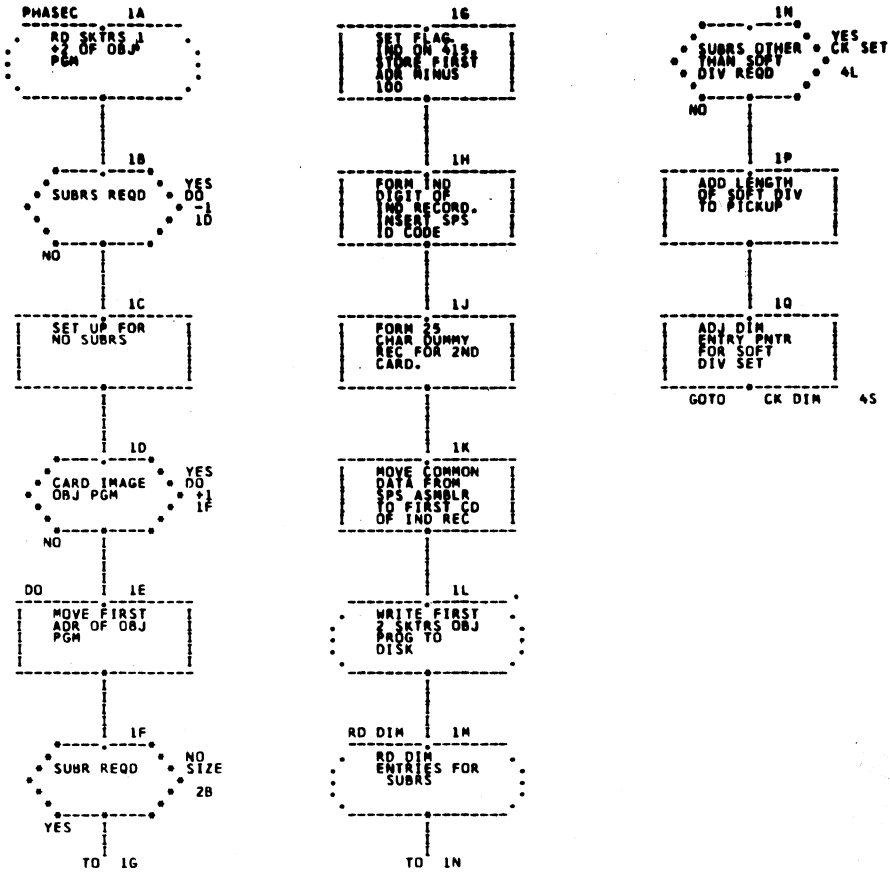 PHASEC 1A
RD SKTRS 1
+2 OF OBJ
PGM
1B
SUBRS REQD
YES
DO
-1
1D
NO
1C
SET UP FOR
NO SUBRS
1D
CARD IMAGE
OBJ PGM
YES
DO
+1
1F
NO
DO 1E
MOVE FIRST
ADR OF OBJ
PGM
1F
SUBR REQD
NO
SIZE
2B
YES
TO 1G
1G
SET FLAG.
IND ON 415.
STORE FIRST
ADR MINUS
100
1H
FORM IND
DIGIT OF
IND RECORD.
INSERT SPS
ID CODE
1J
FORM 25
CHAR DUMMY
REC FOR 2ND
CARD.
1K
MOVE COMMON
DATA FROM
SPS ASMBLR
TO FIRST CD
OF IND REC
1L
WRITE FIRST
2 SKTRS OBJ
PROG TO
DISK
RD DIM 1M
RD DIM
ENTRIES FOR
SUBRS
TO 1N
1N
SUBRS OTHER
THAN SOFT
DIV REQD
YES
CK SET
4L
NO
1P
ADD LENGTH
OF SOFT DIV
TO PICKUP
1Q
ADJ DIM
ENTRY PNTR
FOR SOFT
DIV SET
GOTO CK DIM 4S